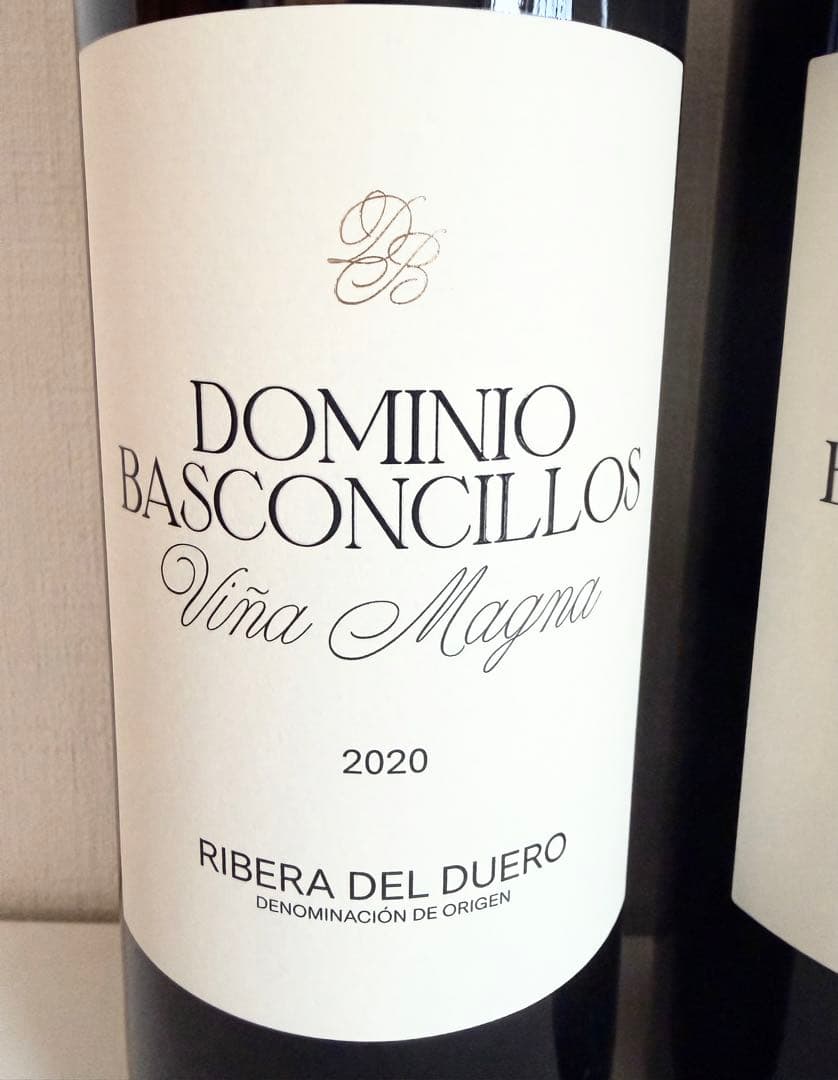 DB
DOMINIO
BASCONCILLOS
Viña Magna
2020
RIBERA DEL DUERO
DENOMINACIÓN DE ORIGEN